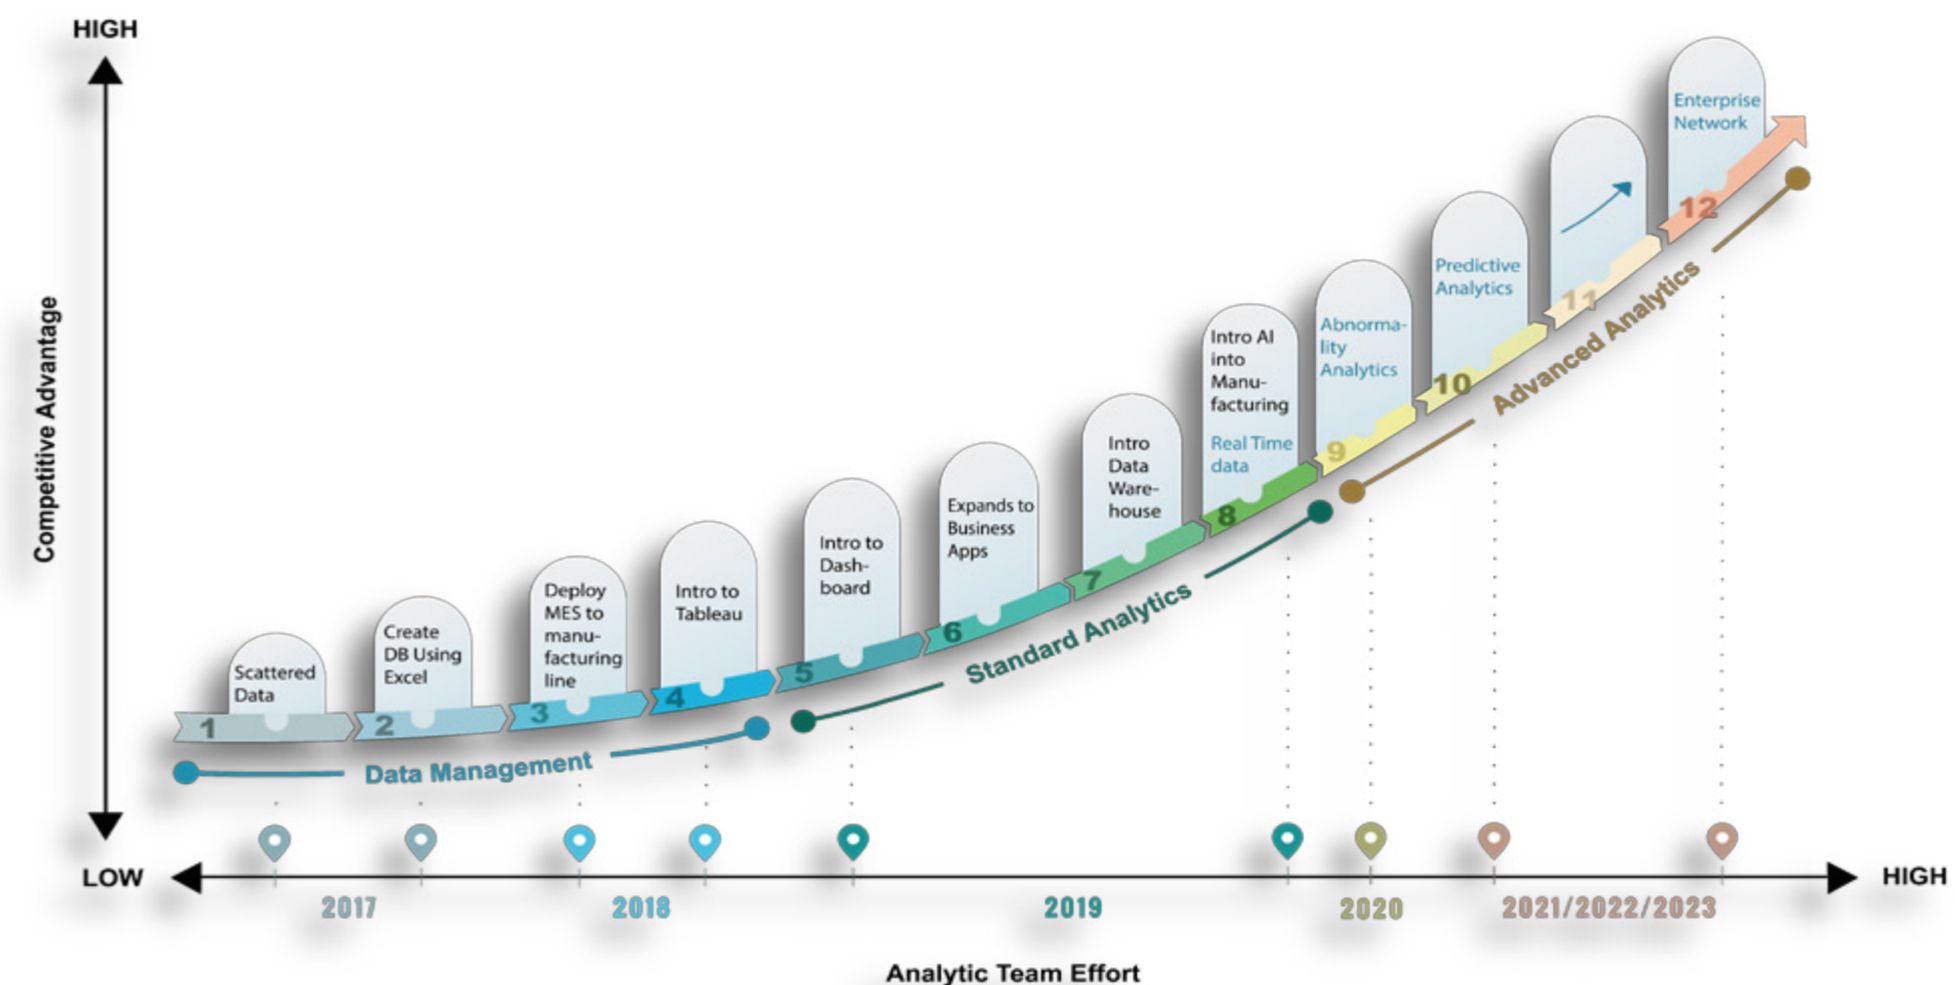 HIGH
Competitive Advantage
LOW
Scattered
Data
1
Create
DB Using
Excel
2
Deploy
MES to
manu-
facturing
line
3
Intro to
Tableau
4
Intro to
Dash-
board
5
Expands to
Business
Apps
6
Intro
Data
Ware-
house
7
Intro AI
into
Manu-
facturing
Real Time
data
8
Abnorma-
lity
Analytics
9
Predictive
Analytics
10
11
Enterprise
Network
12
Data Management
Standard Analytics
Advanced Analytics
2017
2018
2019
2020
2021/2022/2023
HIGH
Analytic Team Effort